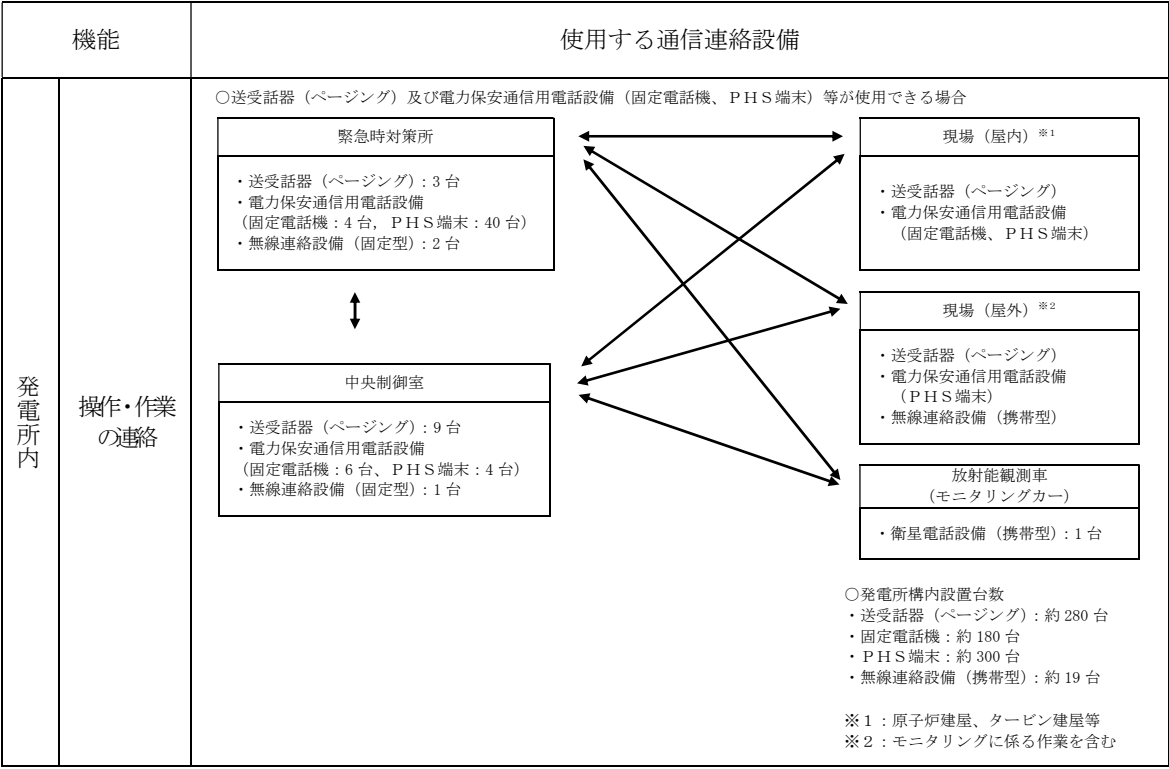 機能
使用する通信連絡設備
発電所内
操作・作業
の連絡
○送受話器（ページング）及び電力保安通信用電話設備（固定電話機、ＰＨＳ端末）等が使用できる場合
緊急時対策所
・送受話器（ページング）：3 台
・電力保安通信用電話設備
（固定電話機：4 台，ＰＨＳ端末：40 台）
・無線連絡設備（固定型）：2 台
中央制御室
・送受話器（ページング）：9 台
・電力保安通信用電話設備
（固定電話機：6 台、ＰＨＳ端末：4 台）
・無線連絡設備（固定型）：1 台
現場（屋内）※1
・送受話器（ページング）
・電力保安通信用電話設備
（固定電話機、ＰＨＳ端末）
現場（屋外）※2
・送受話器（ページング）
・電力保安通信用電話設備
（ＰＨＳ端末）
・無線連絡設備（携帯型）
放射能観測車
（モニタリングカー）
・衛星電話設備（携帯型）：1 台
○発電所構内設置台数
・送受話器（ページング）：約 280 台
・固定電話機：約 180 台
・ＰＨＳ端末：約 300 台
・無線連絡設備（携帯型）：約 19 台
※１：原子炉建屋、タービン建屋等
※２：モニタリングに係る作業を含む